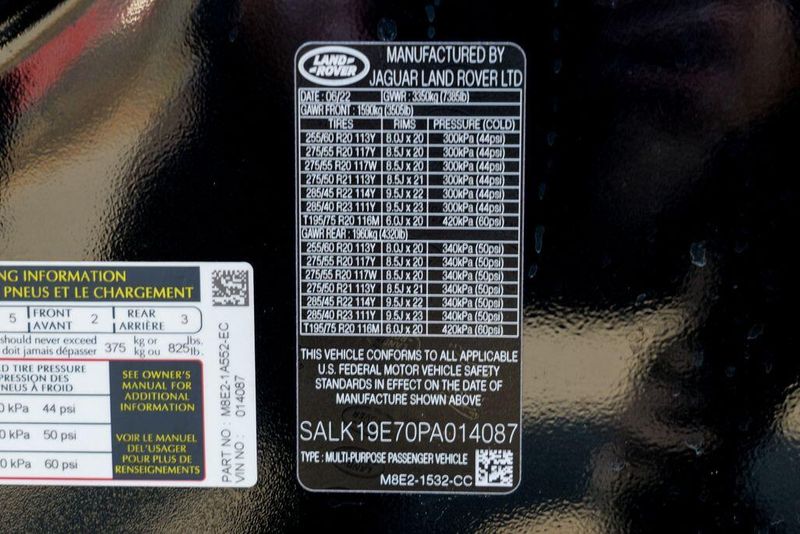 LAND
ROVER
MANUFACTURED BY
JAGUAR LAND ROVER LTD
DATE : 06/22 GVWR : 3350kg (7385lb)
GAWR FRONT : 1590kg (3505lb)
TIRES RIMS PRESSURE (COLD)
255/60 R20 113Y 8.0J x 20 300kPa (44psi)
275/55 R20 117Y 8.5J x 20 300kPa (44psi)
275/55 R20 117W 8.5J x 20 300kPa (44psi)
275/50 R21 113Y 8.5J x 21 300kPa (44psi)
285/45 R22 114Y 9.5J x 22 300kPa (44psi)
285/40 R23 111Y 9.5J x 23 300kPa (44psi)
T195/75 R20 116M 6.0J x 20 420kPa (60psi)
GAWR REAR : 1960kg (4320lb)
255/60 R20 113Y 8.0J x 20 340kPa (50psi)
275/55 R20 117Y 8.5J x 20 340kPa (50psi)
275/55 R20 117W 8.5J x 20 340kPa (50psi)
275/50 R21 113Y 8.5J x 21 340kPa (50psi)
285/45 R22 114Y 9.5J x 22 340kPa (50psi)
285/40 R23 111Y 9.5J x 23 340kPa (50psi)
T195/75 R20 116M 6.0J x 20 420kPa (60psi)
THIS VEHICLE CONFORMS TO ALL APPLICABLE
U.S. FEDERAL MOTOR VEHICLE SAFETY
STANDARDS IN EFFECT ON THE DATE OF
MANUFACTURE SHOWN ABOVE
SALK19E70PA014087
TYPE : MULTI-PURPOSE PASSENGER VEHICLE
M8E2-1532-CC
NG INFORMATION
PNEUS ET LE CHARGEMENT
5 FRONT 2 REAR 3
AVANT ARRIÈRE
should never exceed 375 kg or 825 lbs.
doit jamais dépasser kg ou lb.
D TIRE PRESSURE
PRESSION DES
NEUS À FROID
0 kPa 44 psi
0 kPa 50 psi
0 kPa 60 psi
SEE OWNER'S
MANUAL FOR
ADDITIONAL
INFORMATION
VOIR LE MANUEL
DEL'USAGER
POUR PLUS DE
RENSEIGNEMENTS
PART NO : M8E2-1A552-EC
VIN NO : 014087